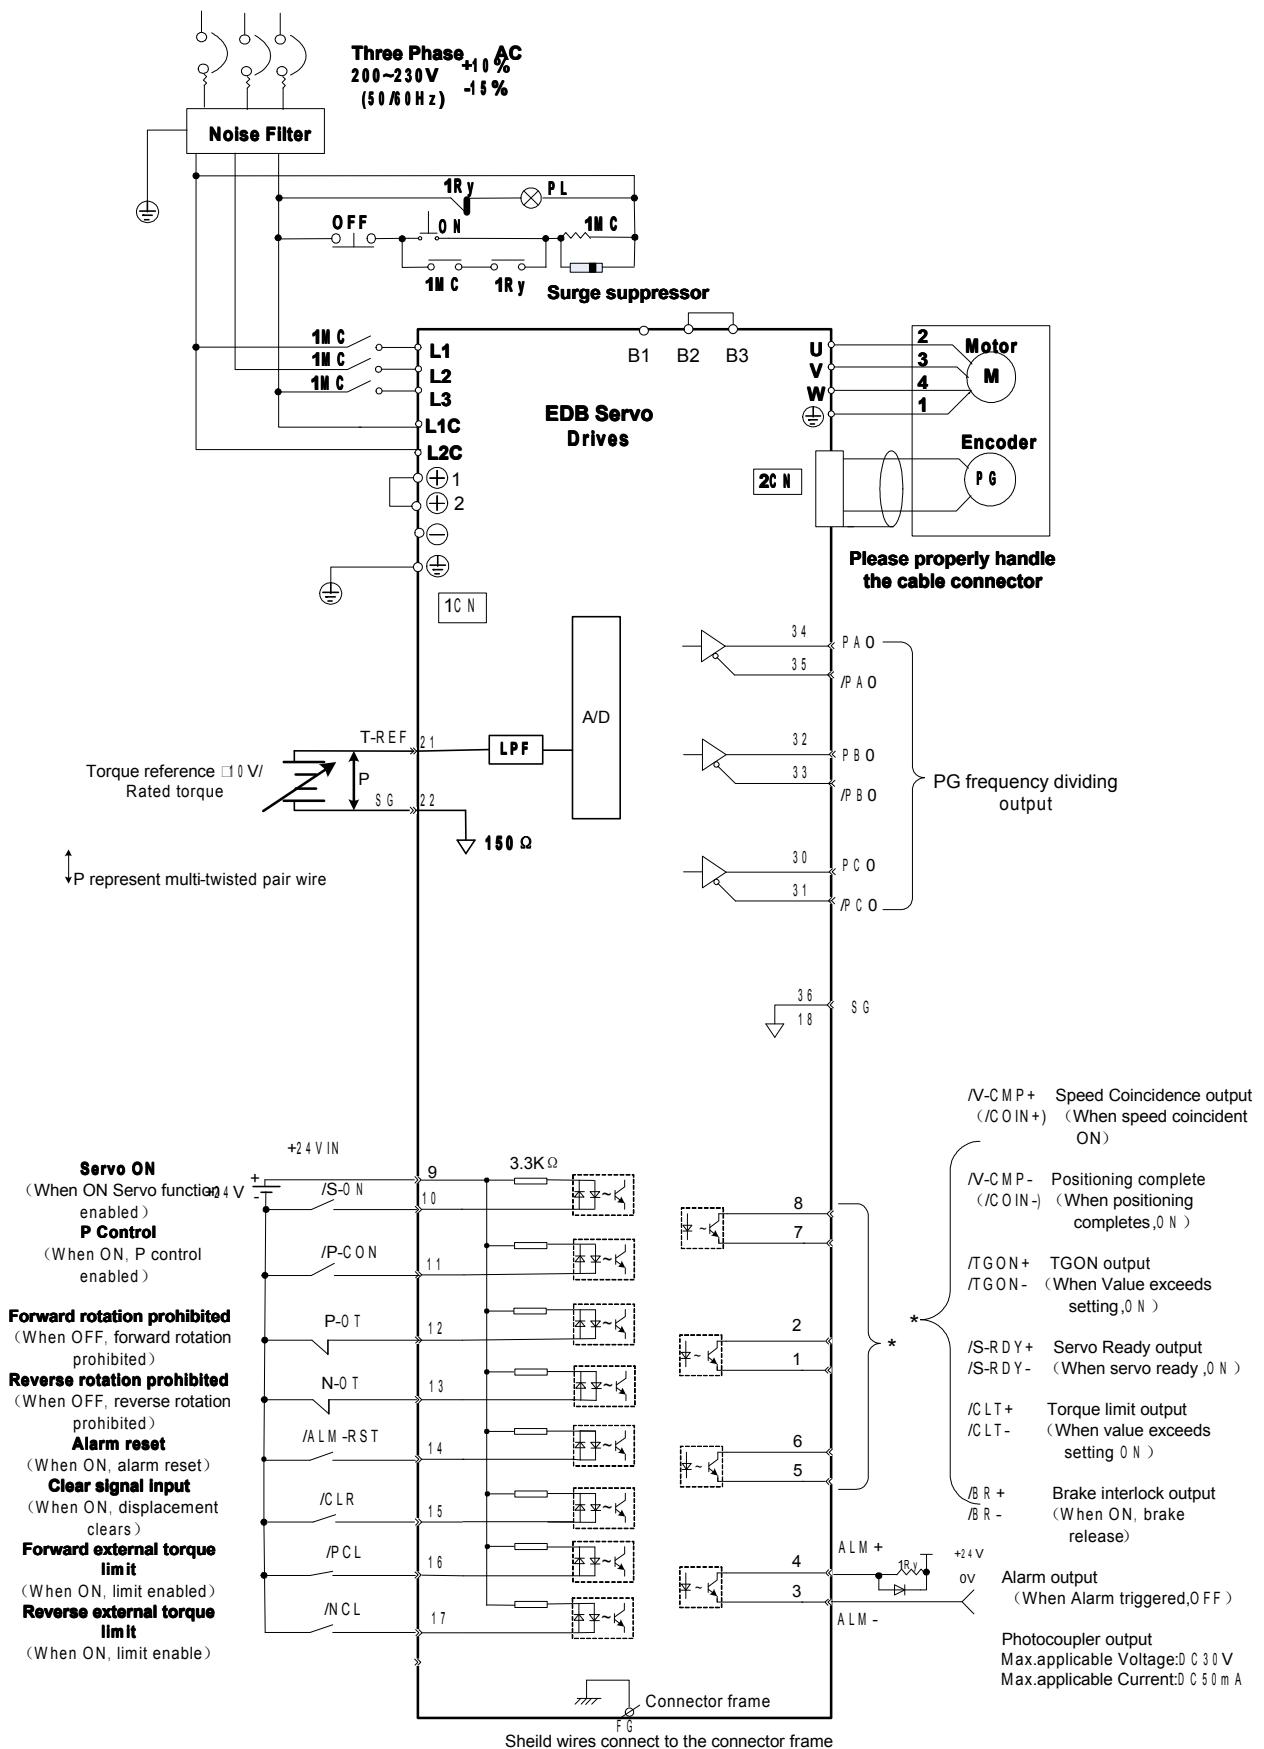 Three Phase AC
200~230V +10%
-15%
(50/60Hz)
Noise Filter
1Ry
PL
OFF
ON
1MC
1MC
1Ry
Surge suppressor
1MC
1MC
1MC
L1
L2
L3
L1C
L2C
1
2
B1
B2
B3
EDB Servo
Drives
U
V
W
2
3
4
1
Motor
M
Encoder
PG
2CN
Please properly handle
the cable connector
1CN
A/D
LPF
T-REF
21
SG
22
P
150Ω
Torque reference □10V/
Rated torque
P represent multi-twisted pair wire
34
PAO
35
/PAO
32
PBO
33
/PBO
30
PCO
31
/PCO
PG frequency dividing
output
36
18
SG
+24VIN
+24V
+
-
9
3.3KΩ
Servo ON
(When ON Servo function
enabled)
/S-ON
10
P Control
(When ON, P control
enabled)
/P-CON
11
Forward rotation prohibited
(When OFF, forward rotation
prohibited)
P-OT
12
Reverse rotation prohibited
(When OFF, reverse rotation
prohibited)
N-OT
13
Alarm reset
(When ON, alarm reset)
/ALM-RST
14
Clear signal input
(When ON, displacement
clears)
/CLR
15
Forward external torque
limit
(When ON, limit enabled)
/PCL
16
Reverse external torque
limit
(When ON, limit enable)
/NCL
17
8
7
2
1
6
5
4
3
*
*
/V-CMP+ Speed Coincidence output
(/COIN+) (When speed coincident
ON)
/V-CMP- Positioning complete
(/COIN-) (When positioning
completes,ON)
/TGON+ TGON output
/TGON- (When Value exceeds
setting,ON)
/S-RDY+ Servo Ready output
/S-RDY- (When servo ready,ON)
/CLT+ Torque limit output
/CLT- (When value exceeds
setting ON)
/BR+ Brake interlock output
/BR- (When ON, brake
release)
ALM+
1Ry
+24V
0V
ALM-
Alarm output
(When Alarm triggered,OFF)
Photocoupler output
Max.applicable Voltage:DC30V
Max.applicable Current:DC50mA
Connector frame
FG
Sheild wires connect to the connector frame